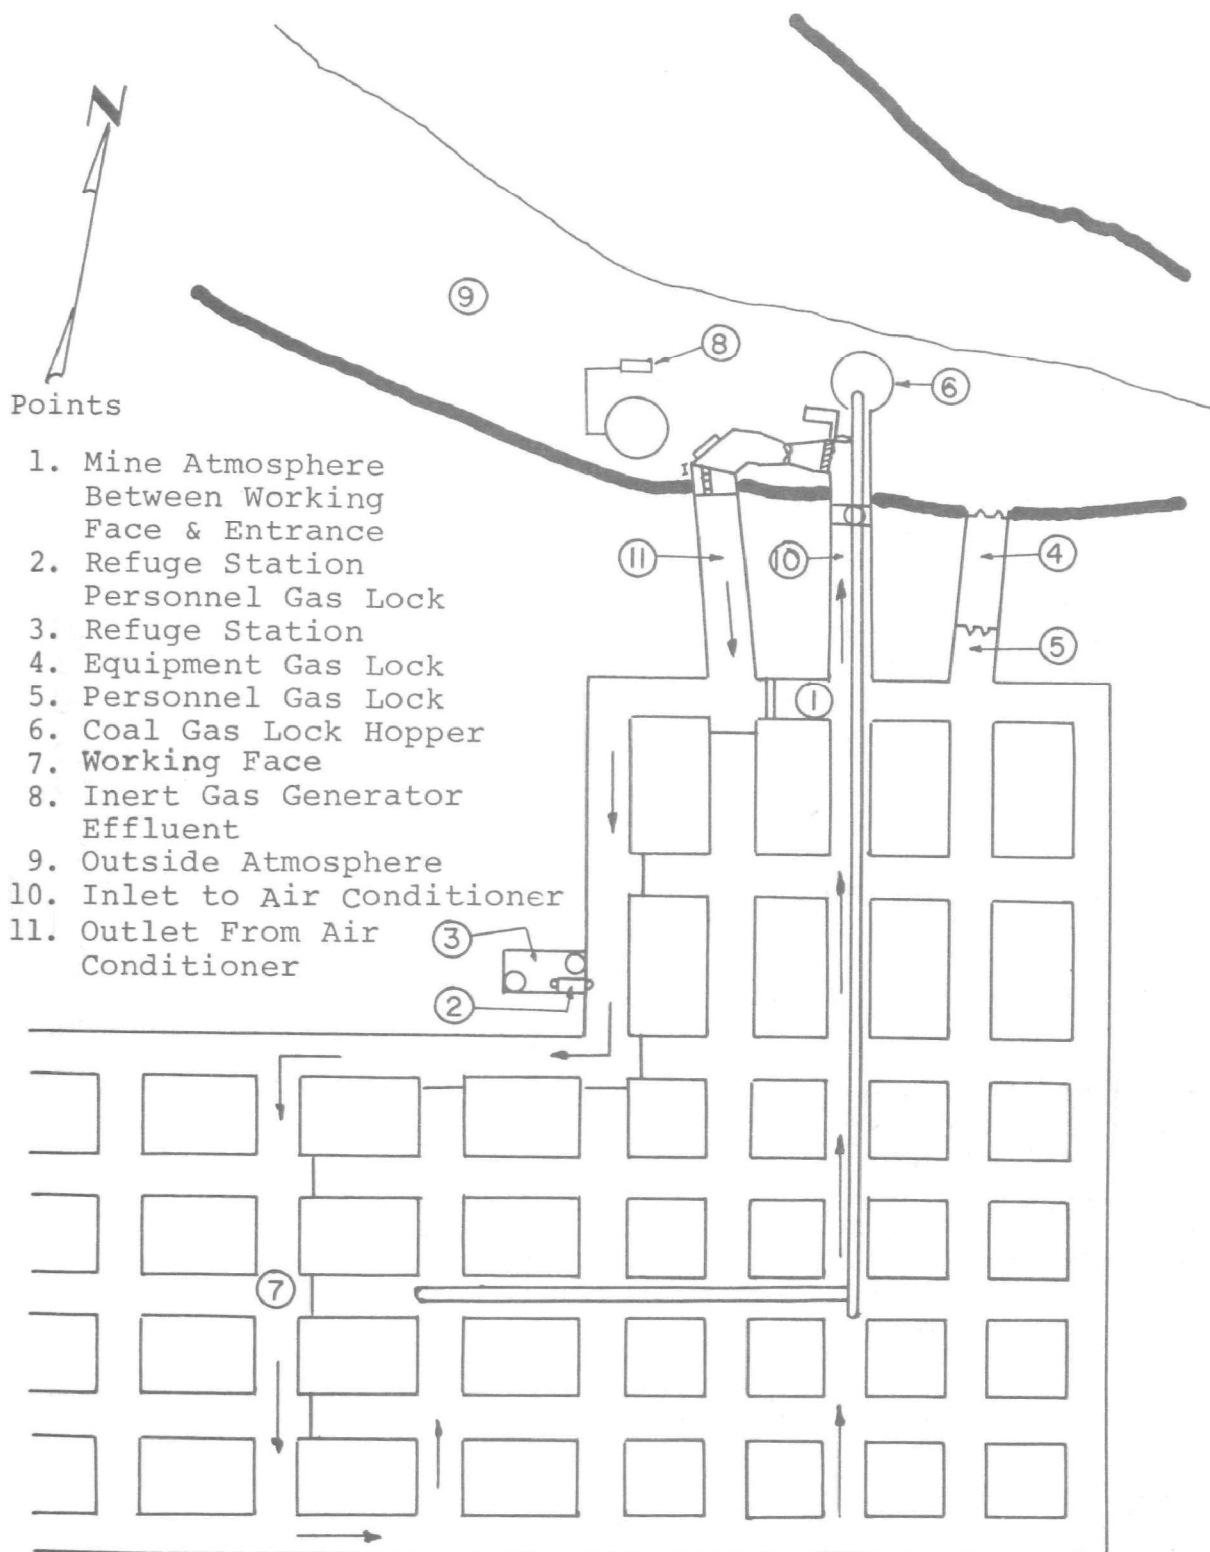 N
9
8
6
Points
1. Mine Atmosphere
Between Working
Face & Entrance
2. Refuge Station
Personnel Gas Lock
3. Refuge Station
4. Equipment Gas Lock
5. Personnel Gas Lock
6. Coal Gas Lock Hopper
7. Working Face
8. Inert Gas Generator
Effluent
9. Outside Atmosphere
10. Inlet to Air Conditioner
11. Outlet From Air
Conditioner
11
10
4
5
1
3
2
7